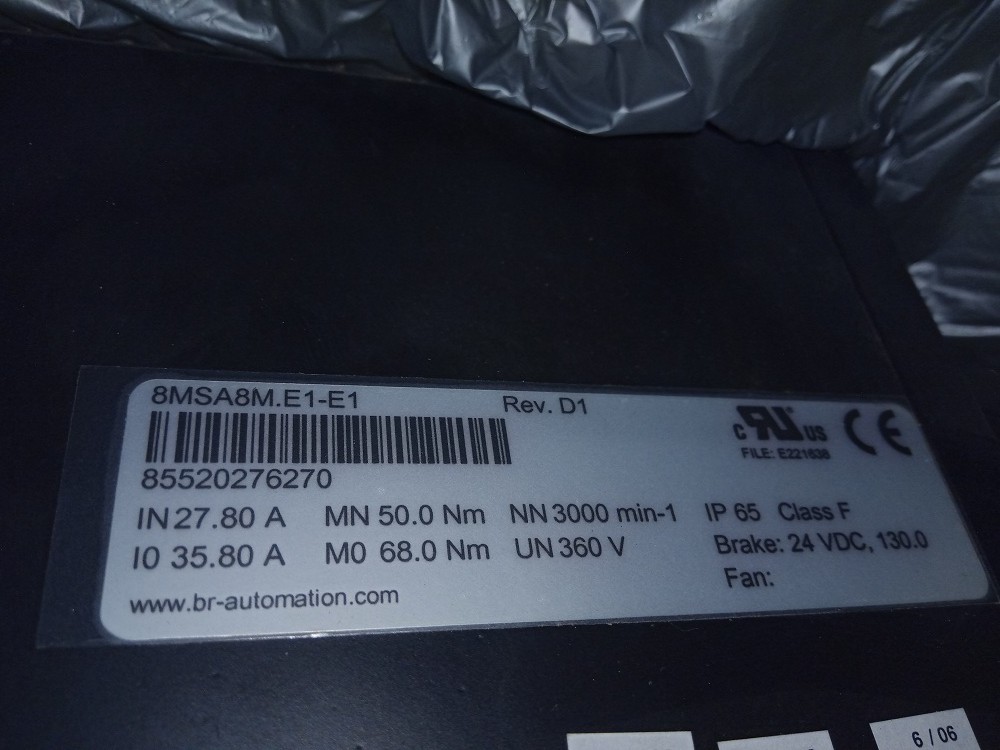 8MSA8M.E1-E1 Rev. D1
c RU US CE
FILE: E221638
85520276270
IN 27.80 A MN 50.0 Nm NN 3000 min-1 IP 65 Class F
I0 35.80 A M0 68.0 Nm UN 360 V Brake: 24 VDC, 130.0
Fan:
www.br-automation.com
6 / 06